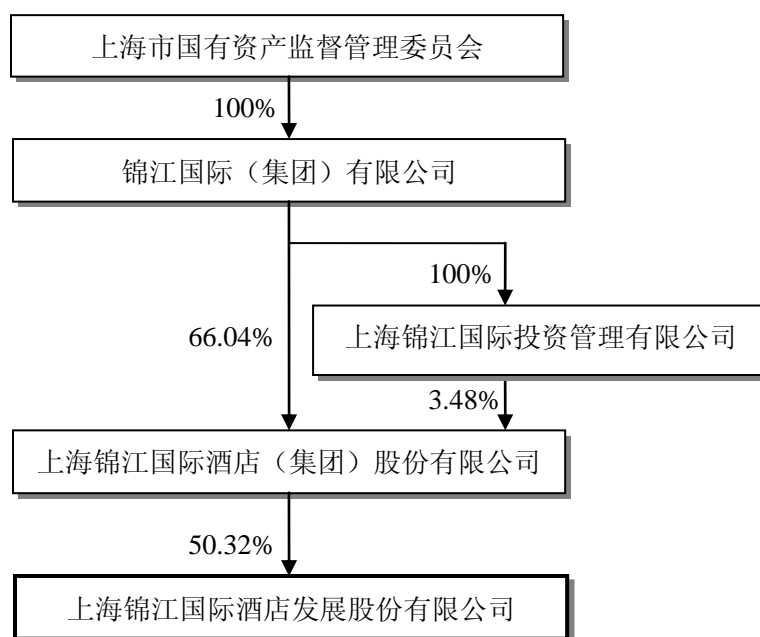 上海市国有资产监督管理委员会
100%
锦江国际（集团）有限公司
100%
66.04%
上海锦江国际投资管理有限公司
3.48%
上海锦江国际酒店（集团）股份有限公司
50.32%
上海锦江国际酒店发展股份有限公司